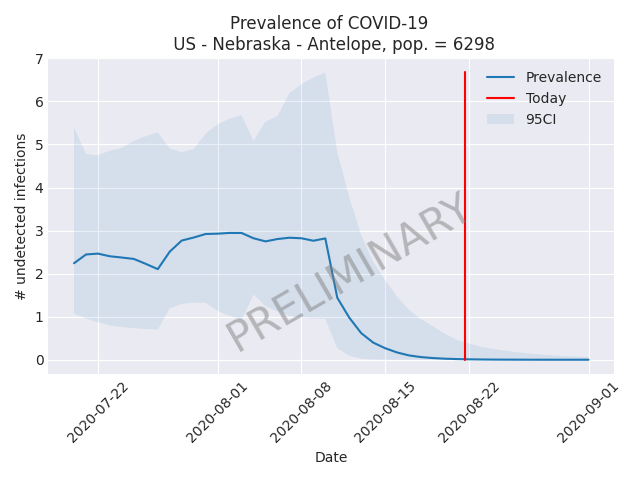 Prevalence of COVID-19
US - Nebraska - Antelope, pop. = 6298
# undetected infections
7
6
5
4
3
2
1
0
Prevalence
Today
95CI
PRELIMINARY
2020-07-22
2020-08-01
2020-08-08
2020-08-15
2020-08-22
2020-09-01
Date